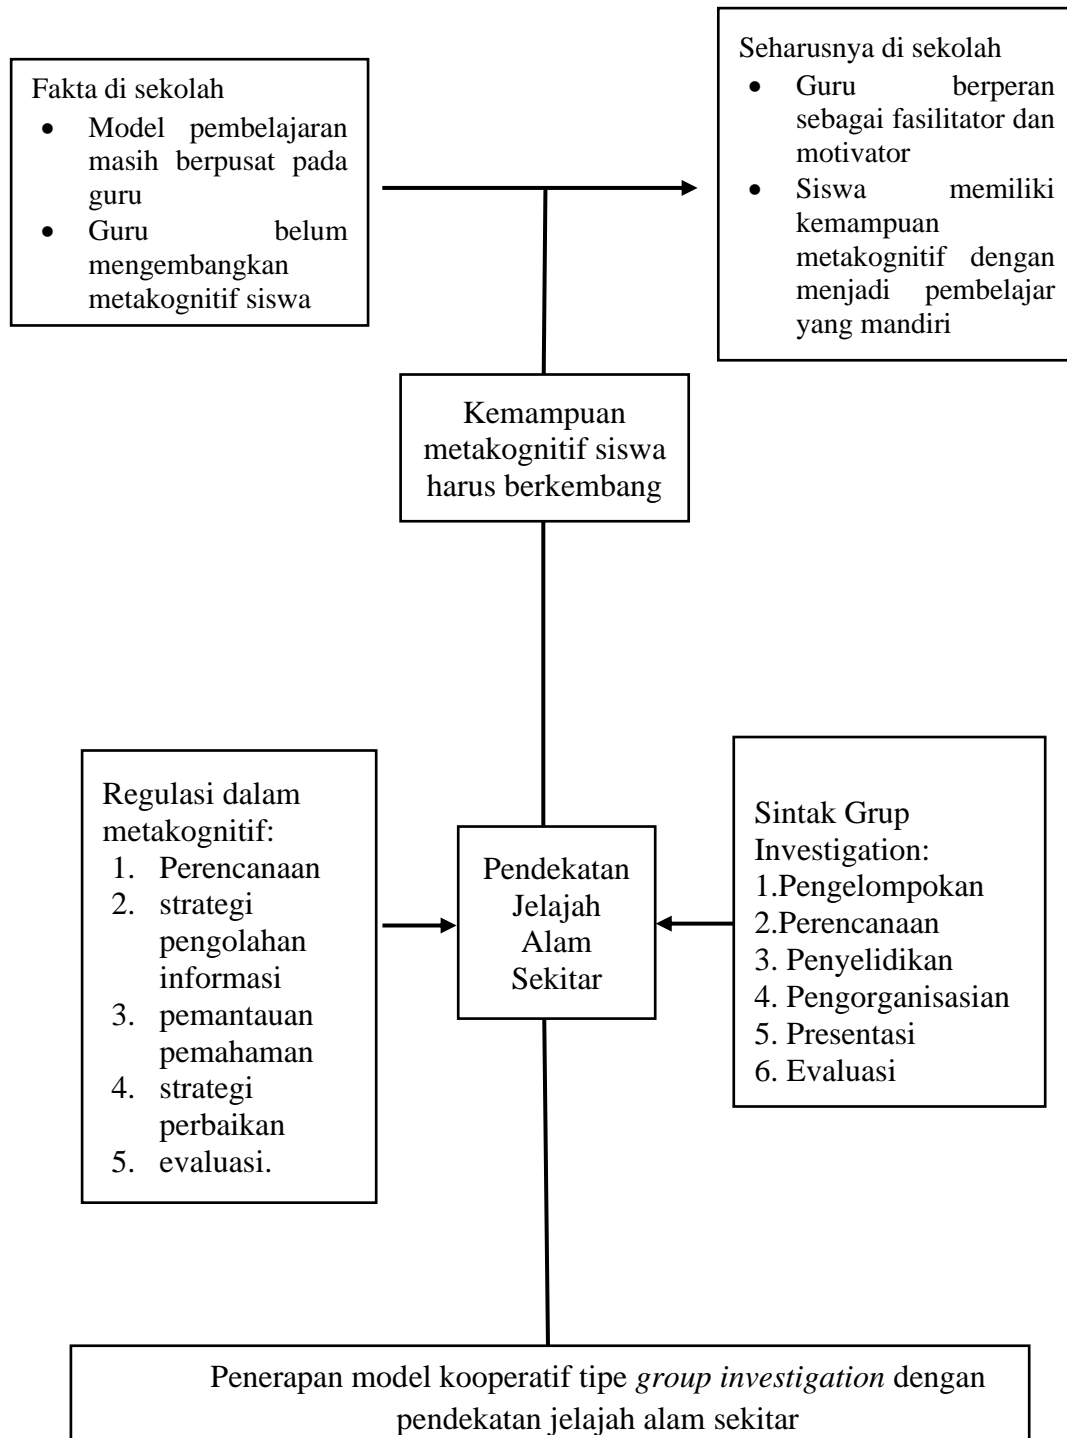 Fakta di sekolah
• Model pembelajaran
masih berpusat pada
guru
• Guru belum
mengembangkan
metakognitif siswa
Seharusnya di sekolah
• Guru berperan
sebagai fasilitator dan
motivator
• Siswa memiliki
kemampuan
metakognitif dengan
menjadi pembelajar
yang mandiri
Kemampuan
metakognitif siswa
harus berkembang
Regulasi dalam
metakognitif:
1. Perencanaan
2. strategi
pengolahan
informasi
3. pemantauan
pemahaman
4. strategi
perbaikan
5. evaluasi.
Pendekatan
Jelajah
Alam
Sekitar
Sintak Grup
Investigation:
1.Pengelompokan
2.Perencanaan
3. Penyelidikan
4. Pengorganisasian
5. Presentasi
6. Evaluasi
Penerapan model kooperatif tipe group investigation dengan
pendekatan jelajah alam sekitar